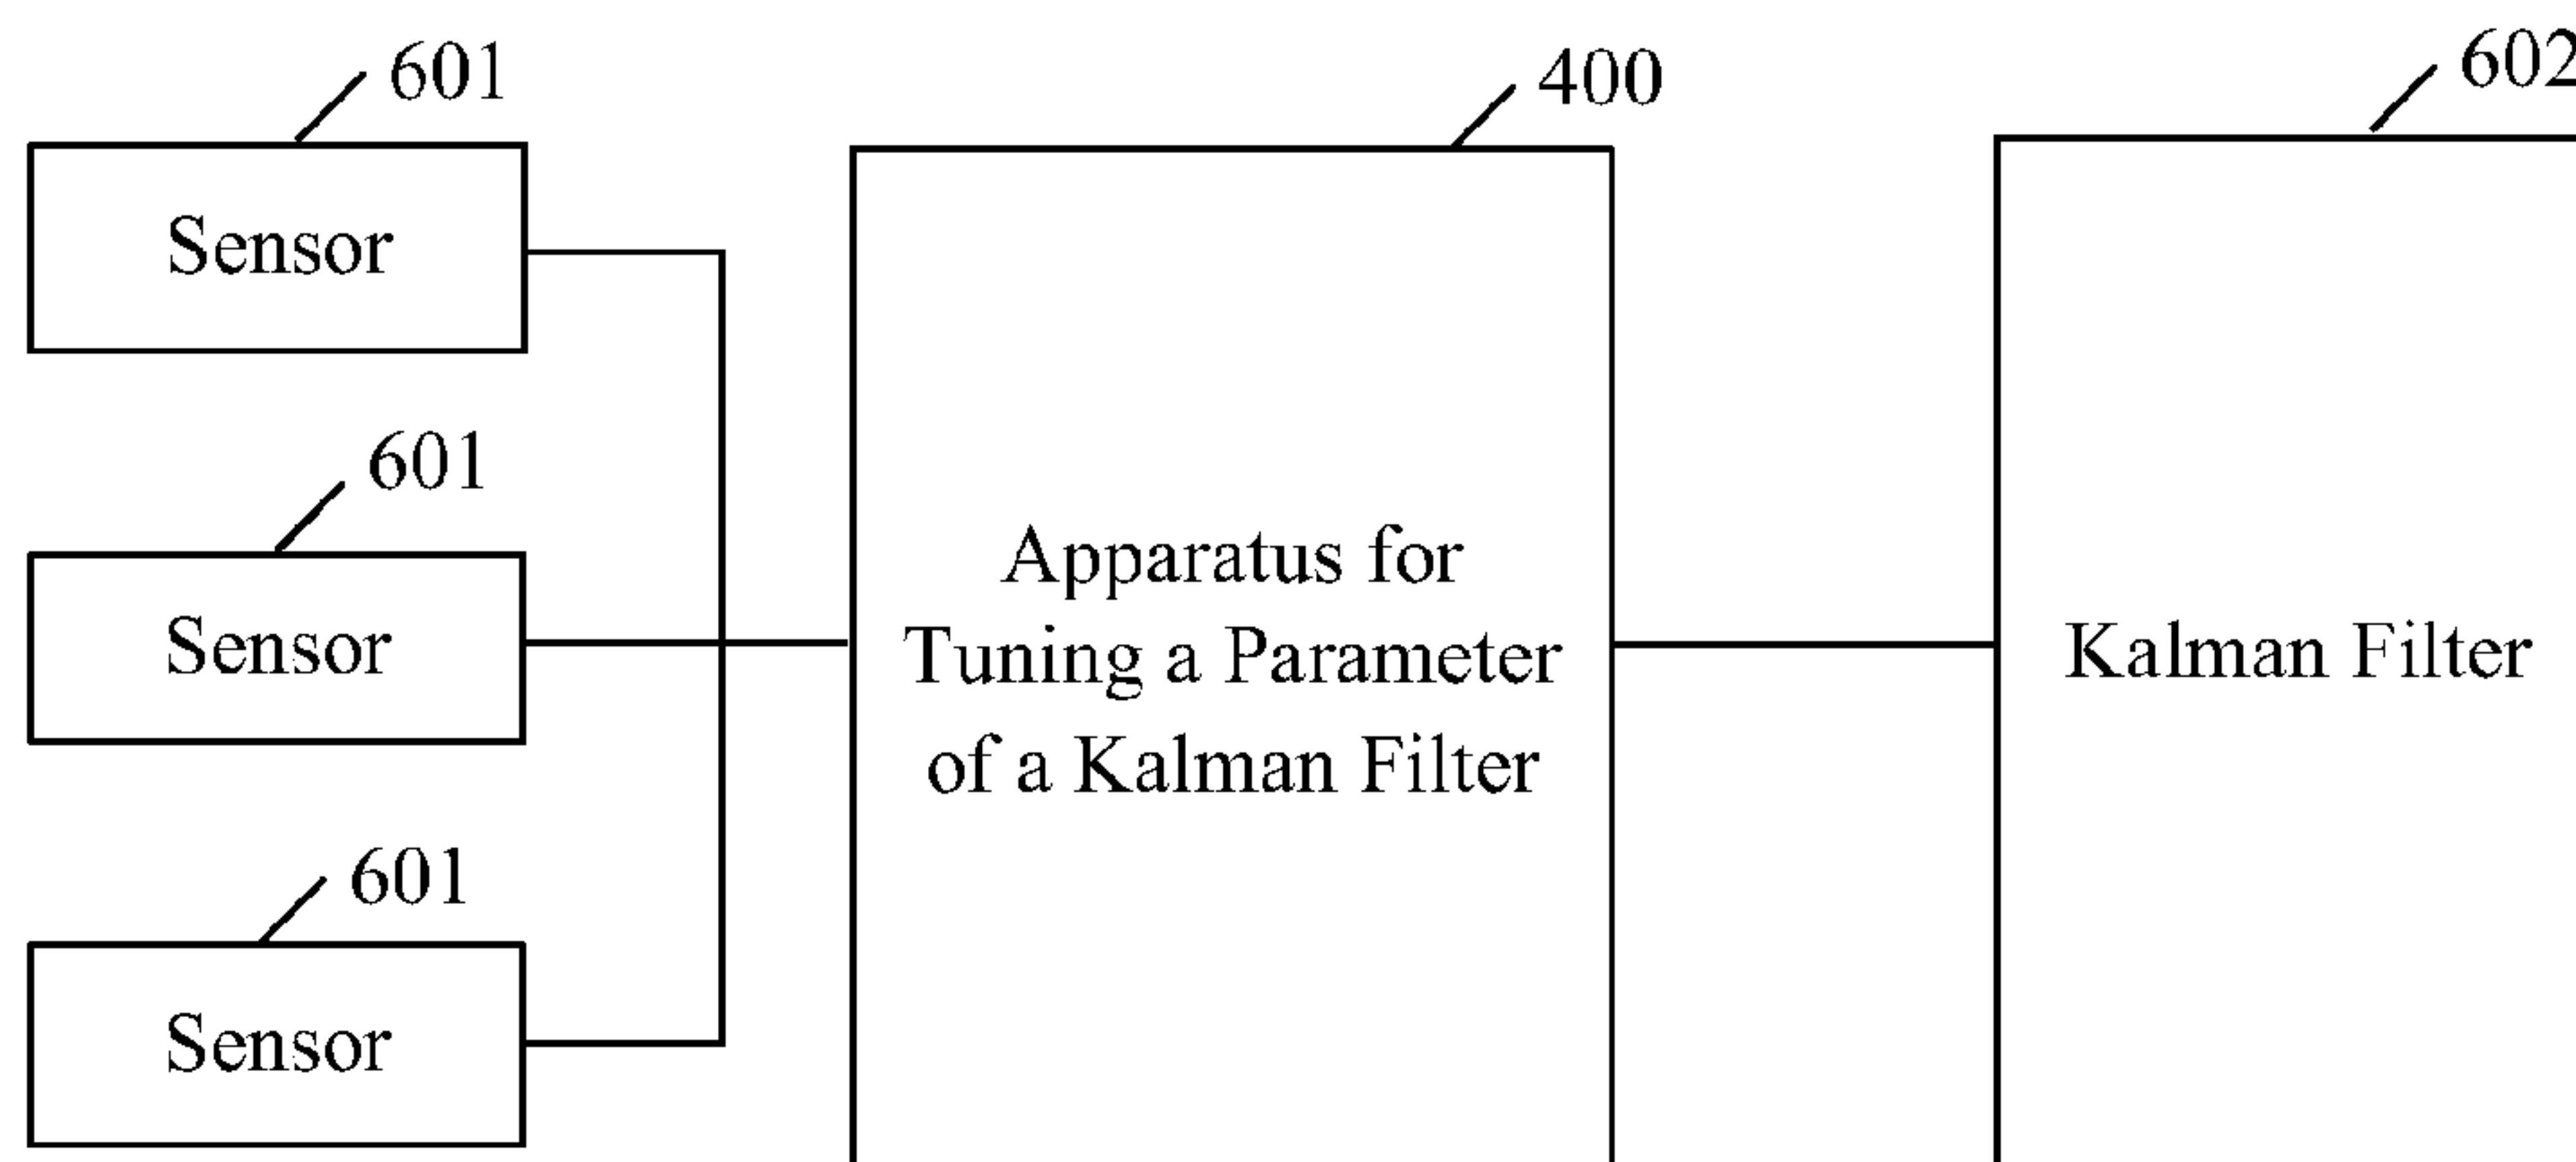 601
400
602
Sensor
601
Sensor
Apparatus for
Tuning a Parameter
of a Kalman Filter
Kalman Filter
601
Sensor